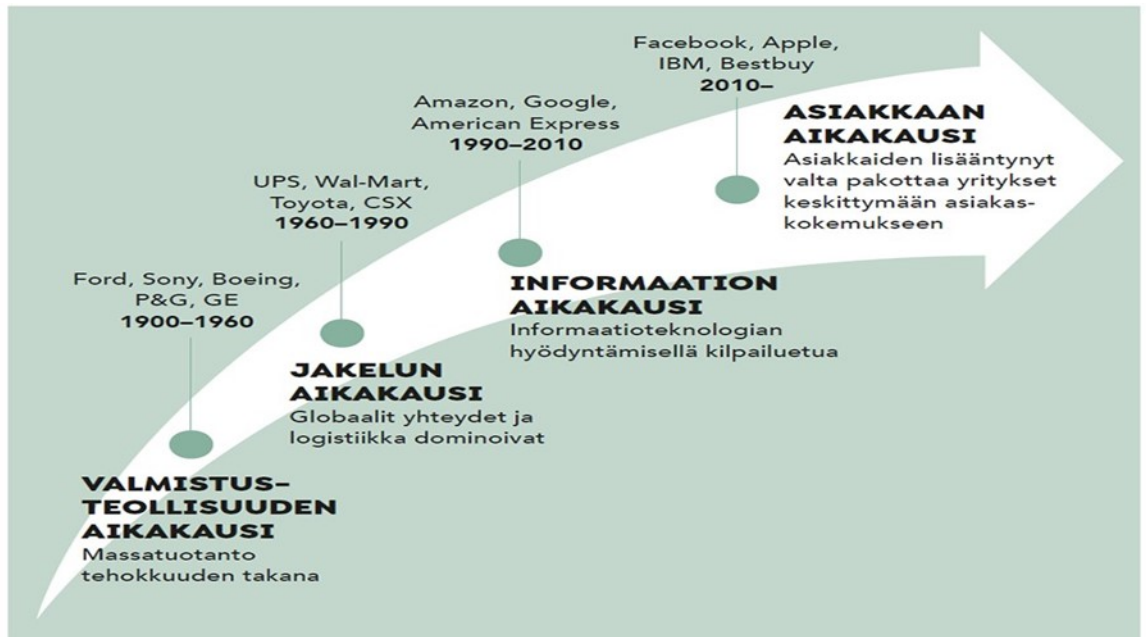 Ford, Sony, Boeing,
P&G, GE
1900–1960
VALMISTUS-
TEOLLISUUDEN
AIKAKAUSI
Massatuotanto
tehokkuuden takana
UPS, Wal-Mart,
Toyota, CSX
1960–1990
JAKELUN
AIKAKAUSI
Globaalit yhteydet ja
logistiikka dominoivat
Amazon, Google,
American Express
1990–2010
INFORMAATION
AIKAKAUSI
Informaatioteknologian
hyödyntämisellä kilpailuetua
Facebook, Apple,
IBM, Bestbuy
2010–
ASIAKKAAN
AIKAKAUSI
Asiakkaiden lisääntynyt
valta pakottaa yritykset
keskittymään asiakas-
kokemukseen